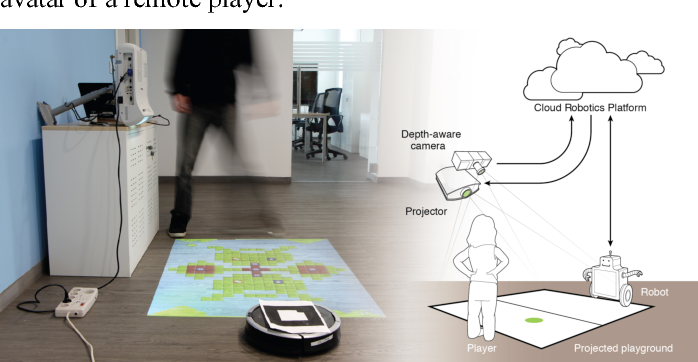 avatar of a remote player.
Cloud Robotics Platform
Depth-aware
camera
Projector
Robot
Player
Projected playground